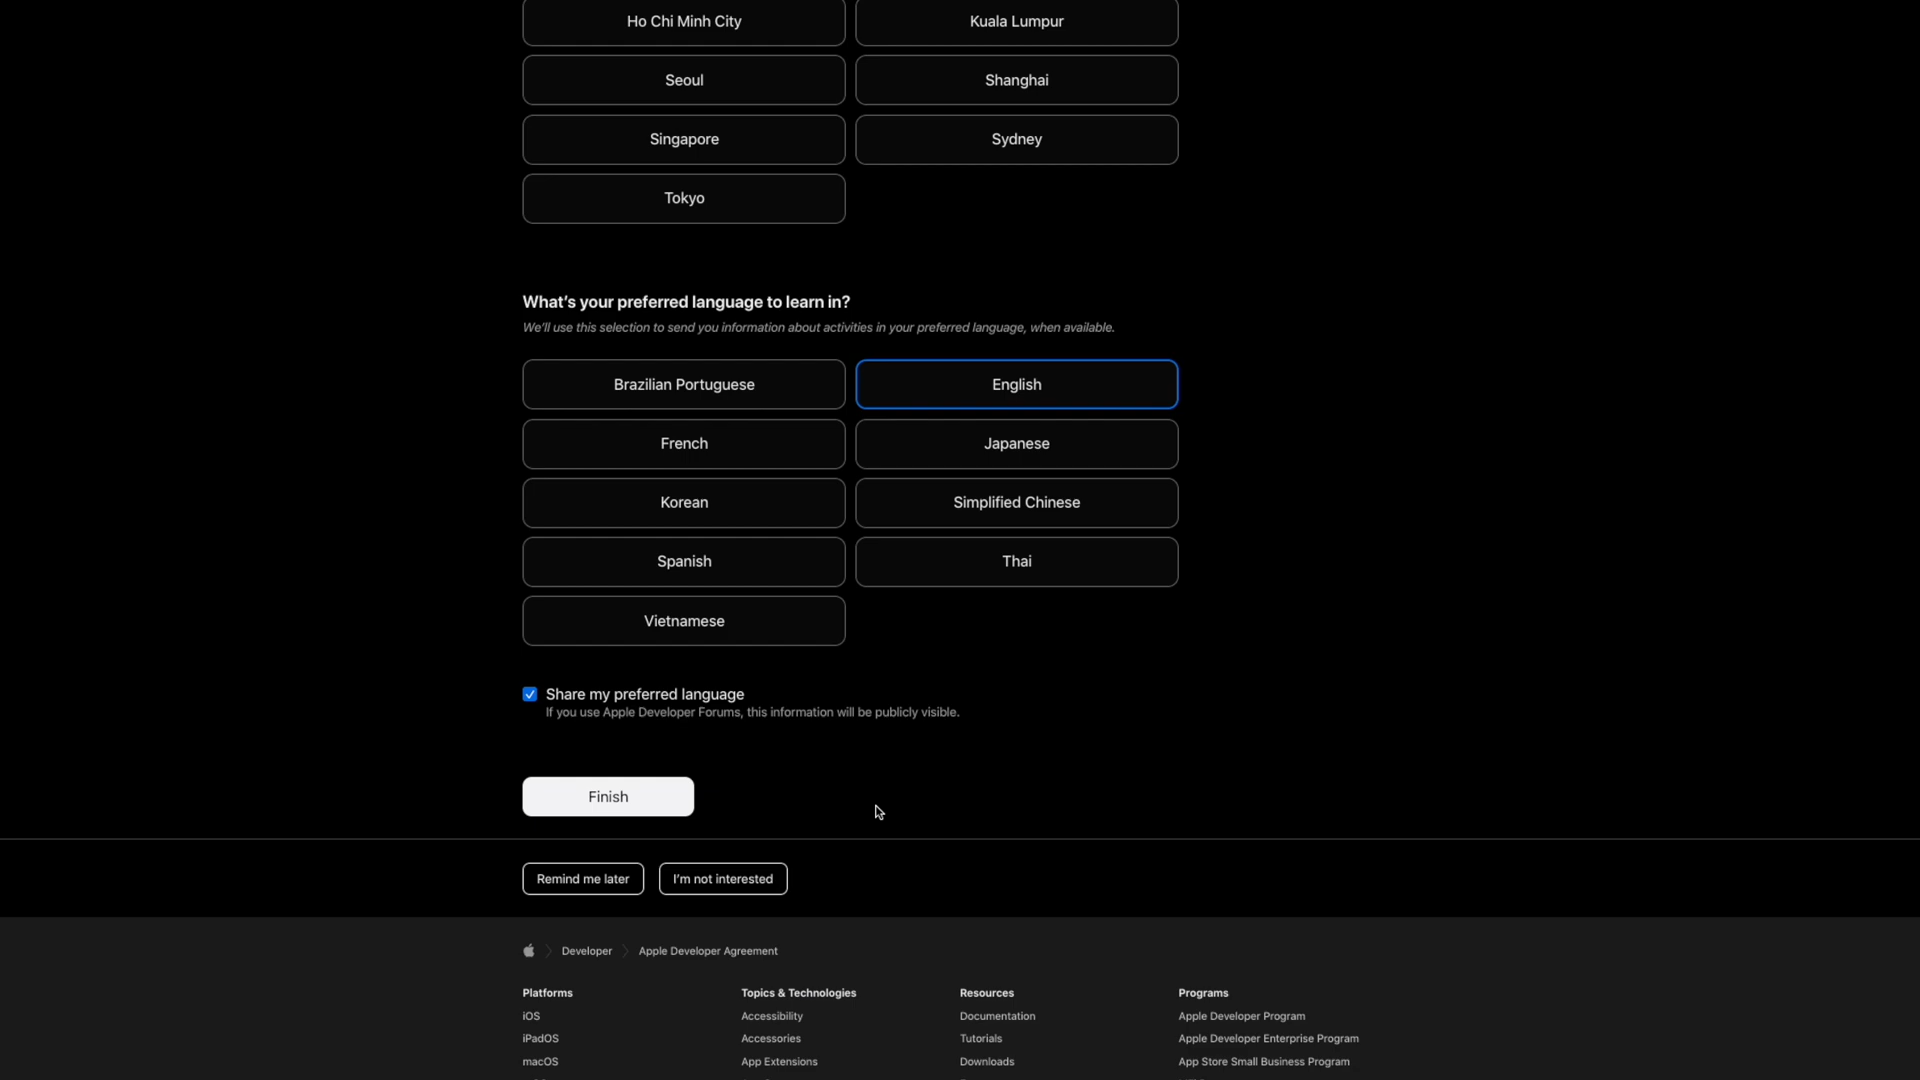 Ho Chi Minh City
Kuala Lumpur
Seoul
Shanghai
Singapore
Sydney
Tokyo
What’s your preferred language to learn in?
We’ll use this selection to send you information about activities in your preferred language, when available.
Brazilian Portuguese
English
French
Japanese
Korean
Simplified Chinese
Spanish
Thai
Vietnamese
Share my preferred language
If you use Apple Developer Forums, this information will be publicly visible.
Finish
Remind me later
I’m not interested
Developer
Apple Developer Agreement
Platforms
iOS
iPadOS
macOS
Topics & Technologies
Accessibility
Accessories
App Extensions
Resources
Documentation
Tutorials
Downloads
Programs
Apple Developer Program
Apple Developer Enterprise Program
App Store Small Business Program